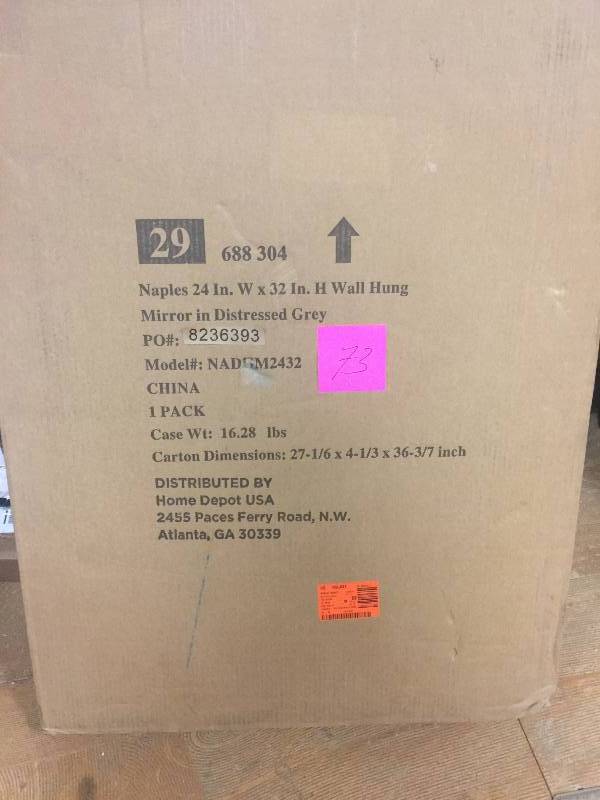 29 688 304
Naples 24 In. W x 32 In. H Wall Hung
Mirror in Distressed Grey
PO#: 8236393
73
Model#: NADGM2432
CHINA
1 PACK
Case Wt: 16.28 lbs
Carton Dimensions: 27-1/6 x 4-1/3 x 36-3/7 inch
DISTRIBUTED BY
Home Depot USA
2455 Paces Ferry Road, N.W.
Atlanta, GA 30339